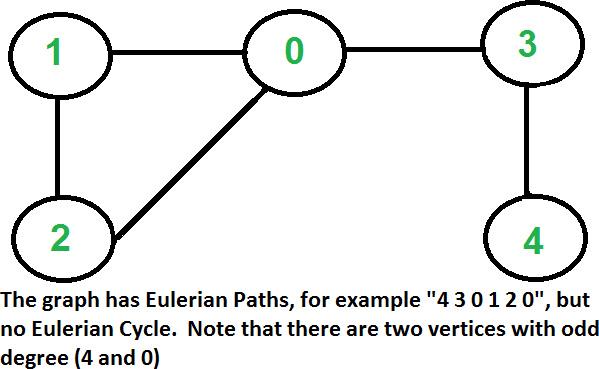 1 0 3
2 4
The graph has Eulerian Paths, for example "4 3 0 1 2 0", but
no Eulerian Cycle.  Note that there are two vertices with odd
degree (4 and 0)